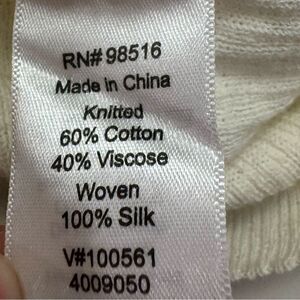 RN# 98516
Made in China
Knitted
60% Cotton
40% Viscose
Woven
100% Silk
V#100561
4009050